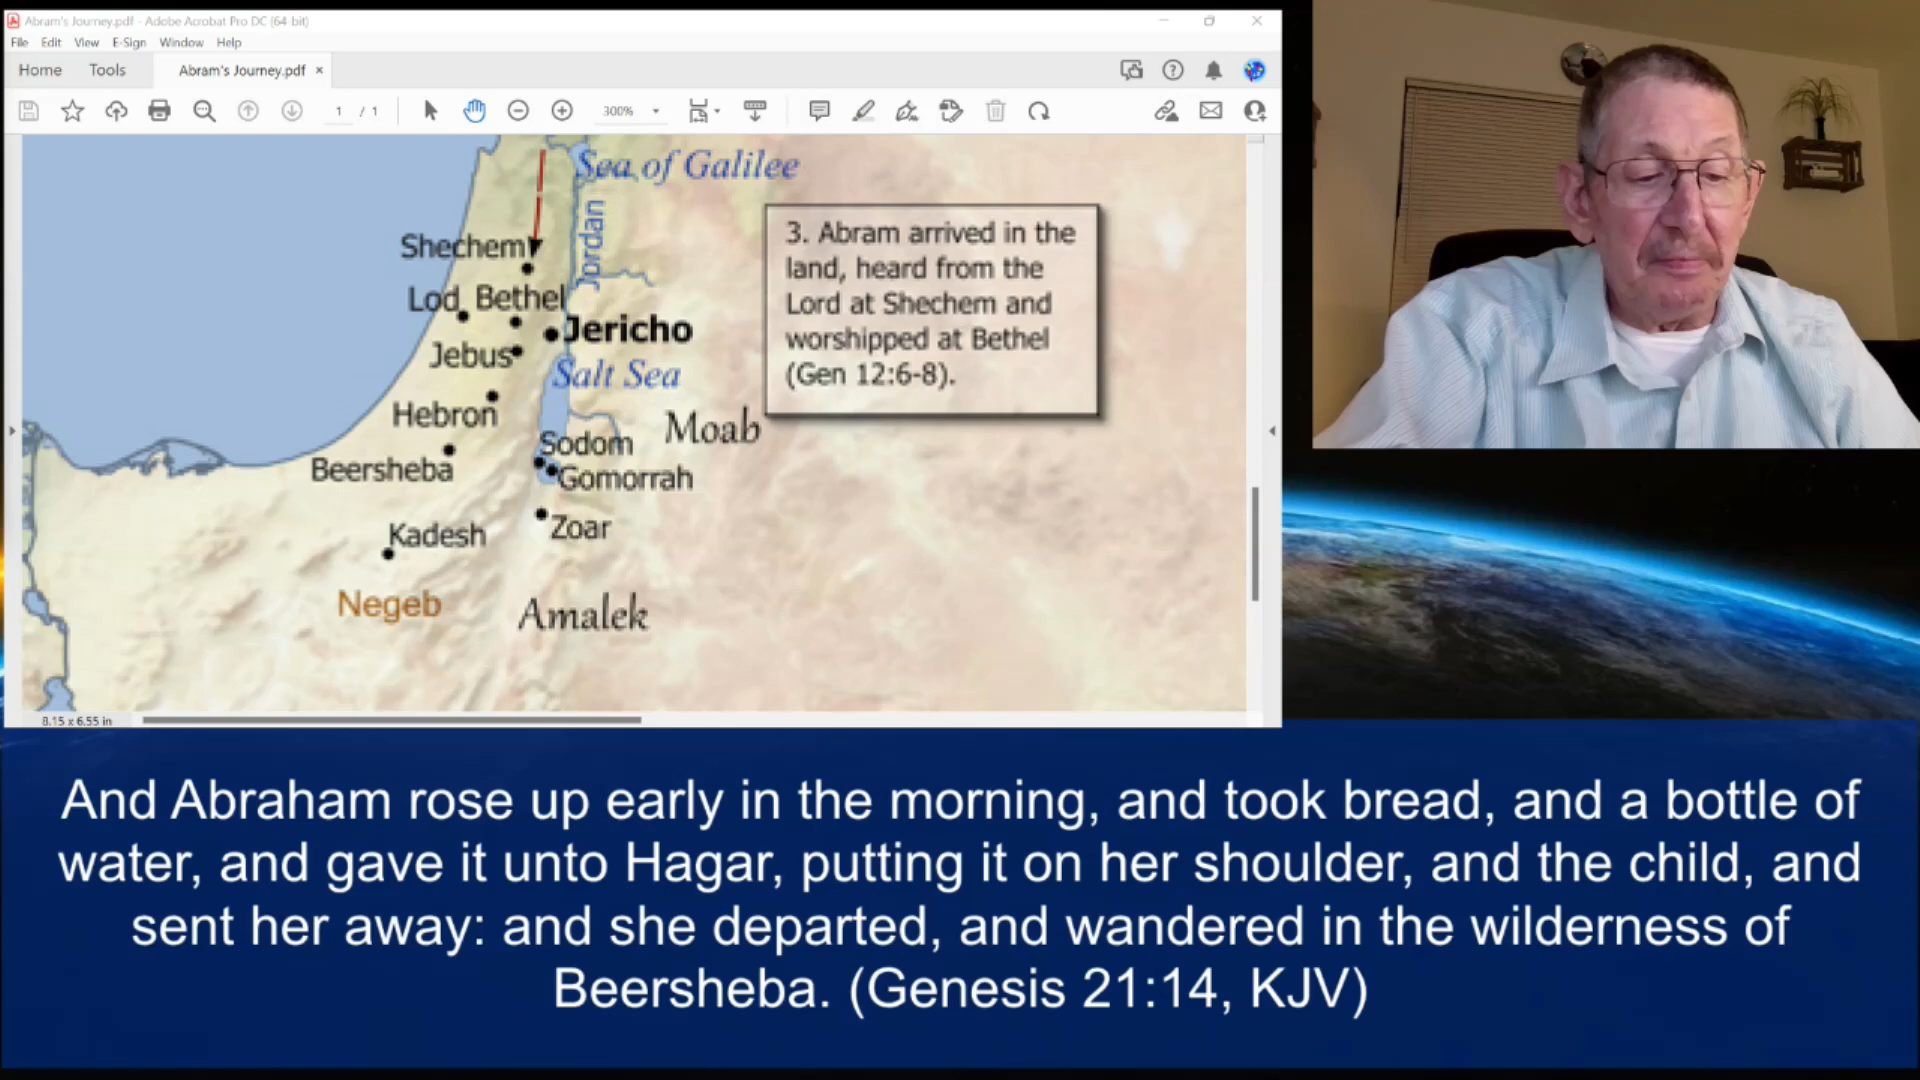 Abram's Journey.pdf - Adobe Acrobat Pro DC (64-bit)
File Edit View E-Sign Window Help
Home Tools Abram's Journey.pdf ×
1 / 1 300%
Sea of Galilee
Jordan
Shechem
Lod Bethel
Jericho
Jebus
Salt Sea
Hebron
Moab
Sodom
Beersheba
Gomorrah
Zoar
Kadesh
Negeb
Amalek
3. Abram arrived in the
land, heard from the
Lord at Shechem and
worshipped at Bethel
(Gen 12:6-8).
8.15 x 6.55 in
And Abraham rose up early in the morning, and took bread, and a bottle of
water, and gave it unto Hagar, putting it on her shoulder, and the child, and
sent her away: and she departed, and wandered in the wilderness of
Beersheba. (Genesis 21:14, KJV)